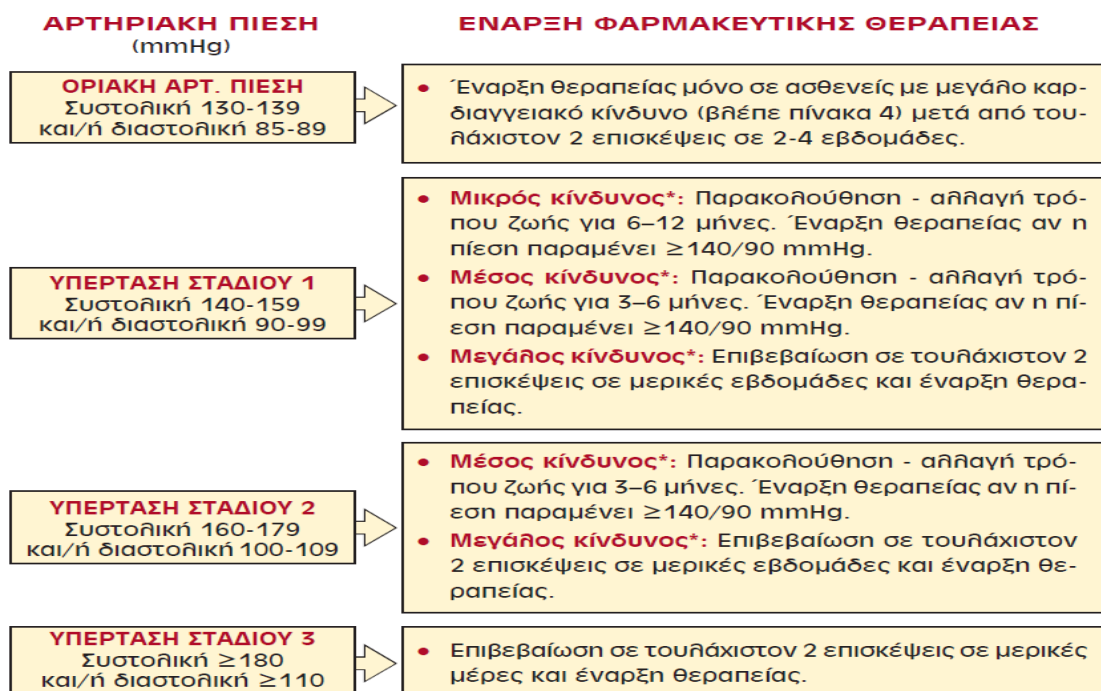 ΑΡΤΗΡΙΑΚΗ ΠΙΕΣΗ
(mmHg)
ΕΝΑΡΞΗ ΦΑΡΜΑΚΕΥΤΙΚΗΣ ΘΕΡΑΠΕΙΑΣ
ΟΡΙΑΚΗ ΑΡΤ. ΠΙΕΣΗ
Συστολική 130-139
και/ή διαστολική 85-89
• Έναρξη θεραπείας μόνο σε ασθενείς με μεγάλο καρ-
διαγγειακό κίνδυνο (βλέπε πίνακα 4) μετά από του-
λάχιστον 2 επισκέψεις σε 2-4 εβδομάδες.
ΥΠΕΡΤΑΣΗ ΣΤΑΔΙΟΥ 1
Συστολική 140-159
και/ή διαστολική 90-99
• Μικρός κίνδυνος*: Παρακολούθηση - αλλαγή τρό-
που ζωής για 6–12 μήνες. Έναρξη θεραπείας αν η
πίεση παραμένει ≥140/90 mmHg.
• Μέσος κίνδυνος*: Παρακολούθηση - αλλαγή τρό-
που ζωής για 3–6 μήνες. Έναρξη θεραπείας αν η πί-
εση παραμένει ≥140/90 mmHg.
• Μεγάλος κίνδυνος*: Επιβεβαίωση σε τουλάχιστον 2
επισκέψεις σε μερικές εβδομάδες και έναρξη θερα-
πείας.
ΥΠΕΡΤΑΣΗ ΣΤΑΔΙΟΥ 2
Συστολική 160-179
και/ή διαστολική 100-109
• Μέσος κίνδυνος*: Παρακολούθηση - αλλαγή τρό-
που ζωής για 3–6 μήνες. Έναρξη θεραπείας αν η πί-
εση παραμένει ≥140/90 mmHg.
• Μεγάλος κίνδυνος*: Επιβεβαίωση σε τουλάχιστον
2 επισκέψεις σε μερικές εβδομάδες και έναρξη θε-
ραπείας.
ΥΠΕΡΤΑΣΗ ΣΤΑΔΙΟΥ 3
Συστολική ≥180
και/ή διαστολική ≥110
• Επιβεβαίωση σε τουλάχιστον 2 επισκέψεις σε μερικές
μέρες και έναρξη θεραπείας.